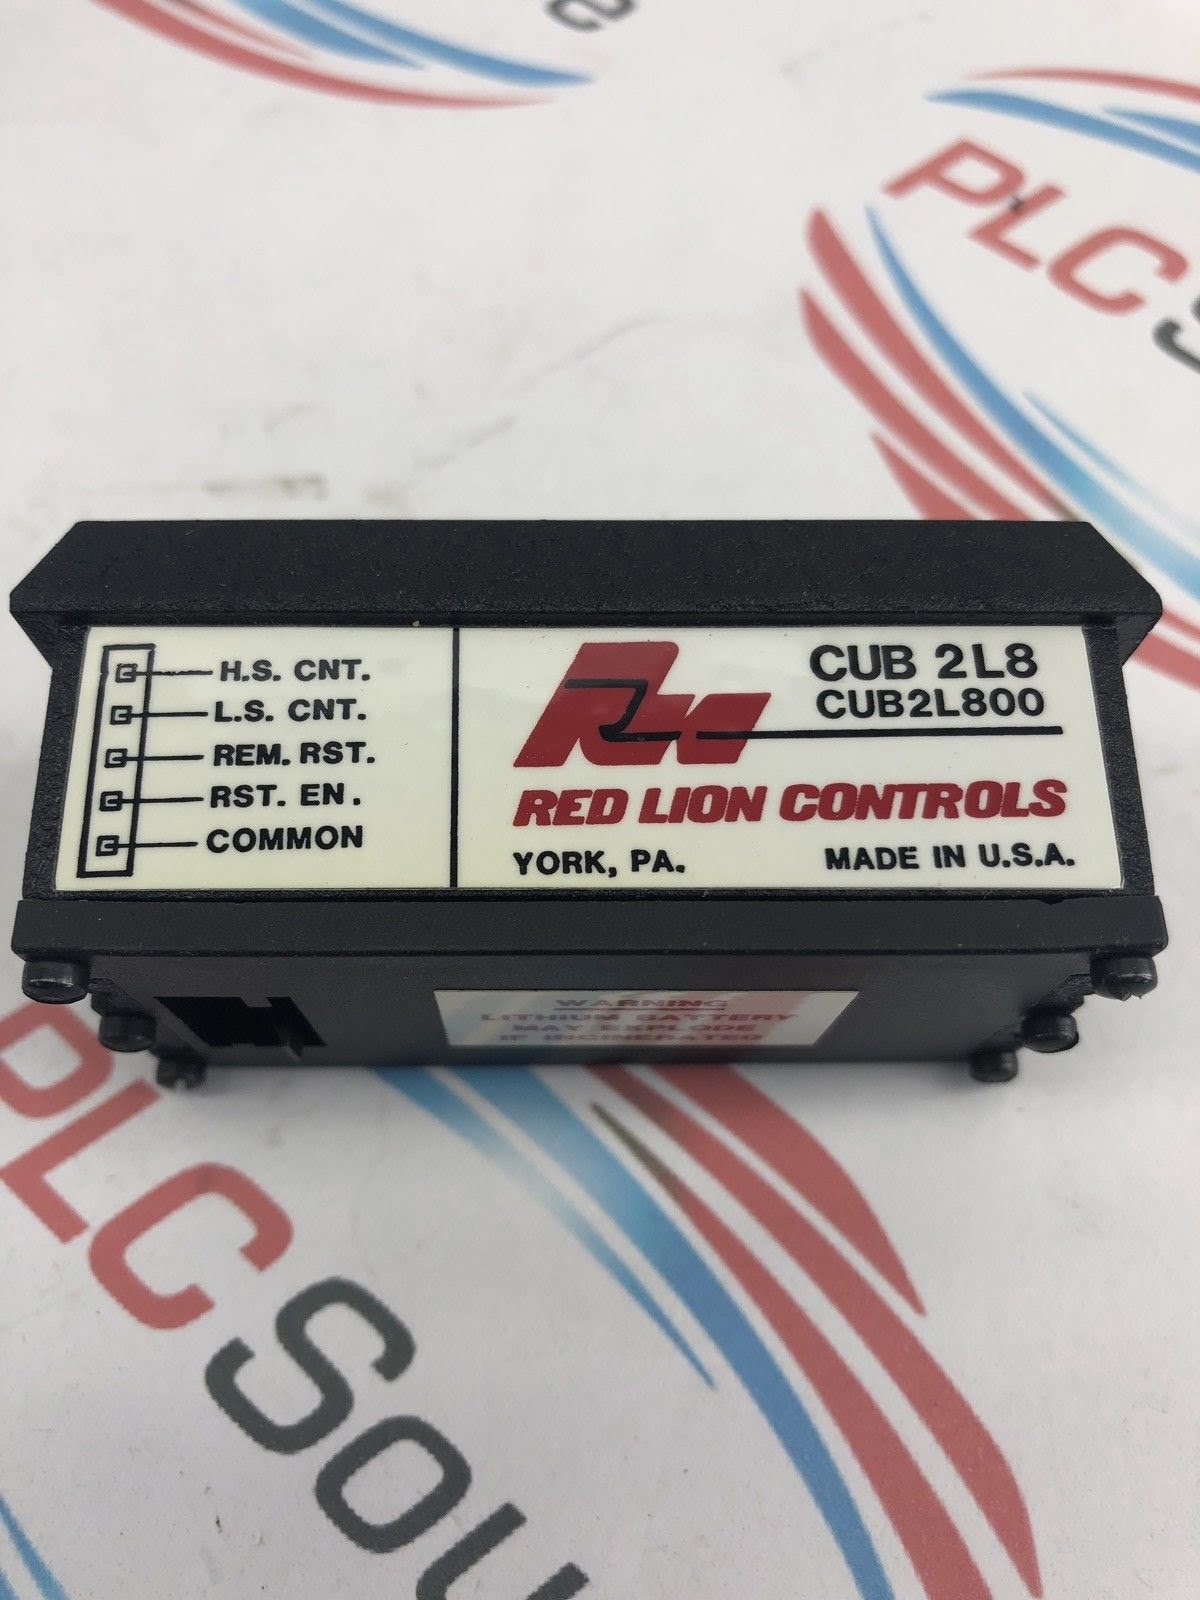 PLC S
H.S. CNT.
L.S. CNT.
REM. RST.
RST. EN.
COMMON
CUB 2L8
CUB2L800
RED LION CONTROLS
YORK, PA.
MADE IN U.S.A.
WARNING
LITHIUM BATTERY
MAY EXPLODE
IF INCINERATED
PLC Sou